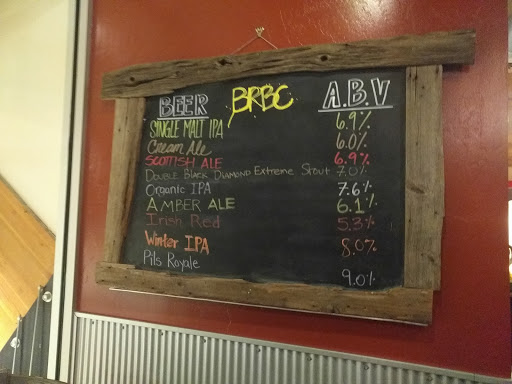 BEER BRBC A.B.V
SINGLE MALT IPA 6.9%
Cream Ale 6.0%
SCOTTISH ALE 6.9%
Double Black Diamond Extreme Stout 7.0%
Organic IPA 7.6%
AMBER ALE 6.1%
Irish Red 5.3%
Winter IPA 8.0%
Pils Royale 9.0%